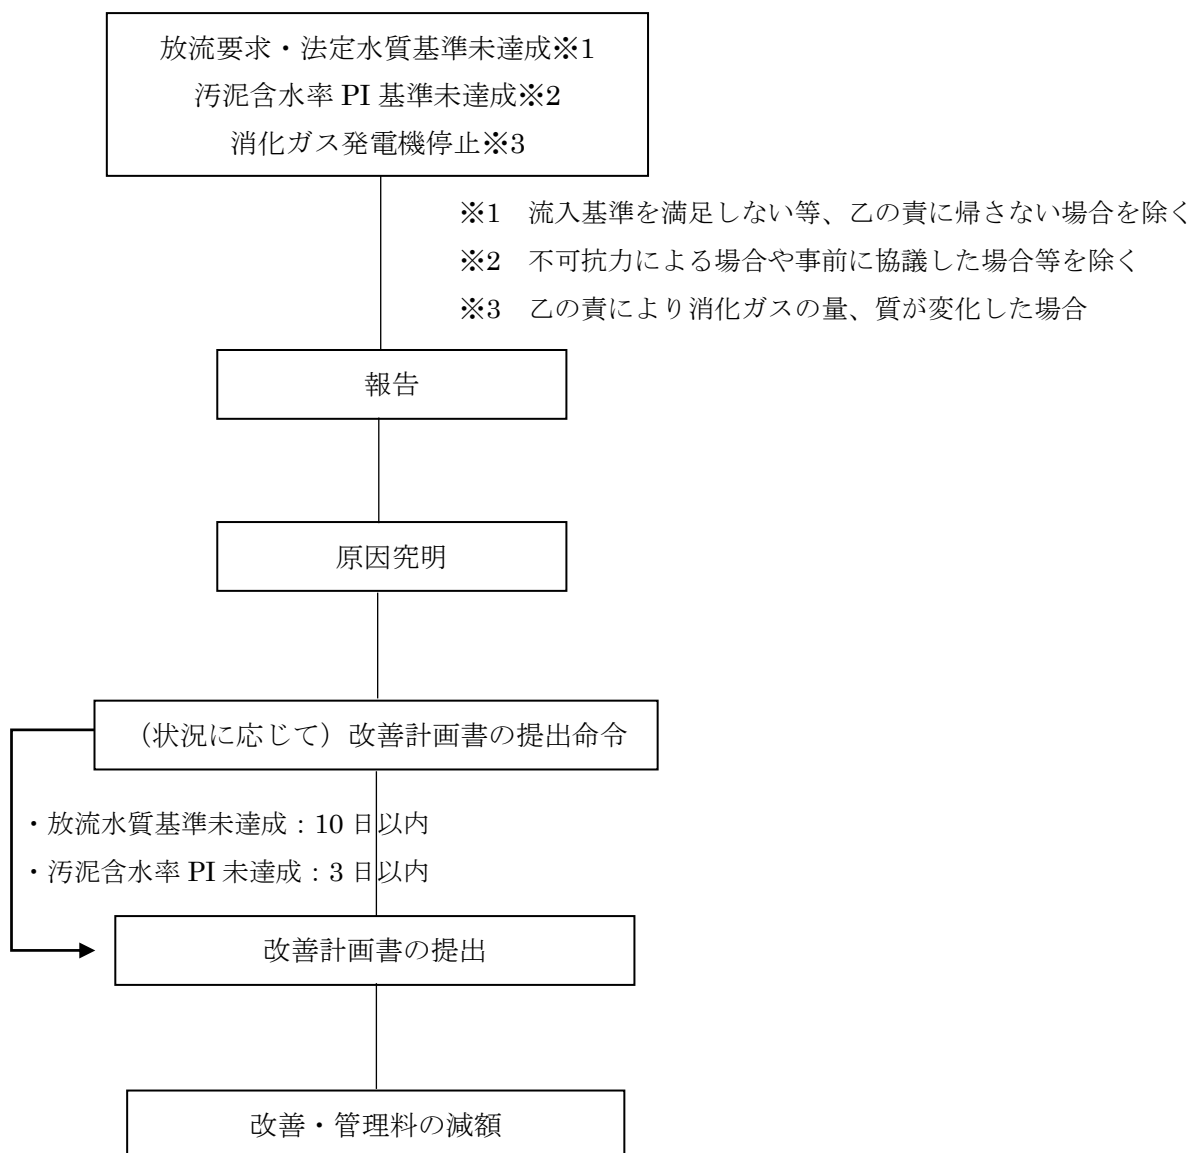 放流要求・法定水質基準未達成※1
汚泥含水率 PI 基準未達成※2
消化ガス発電機停止※3
※1　流入基準を満足しない等、乙の責に帰さない場合を除く
※2　不可抗力による場合や事前に協議した場合等を除く
※3　乙の責により消化ガスの量、質が変化した場合
報告
原因究明
（状況に応じて）改善計画書の提出命令
・放流水質基準未達成：10 日以内
・汚泥含水率 PI 未達成：3 日以内
改善計画書の提出
改善・管理料の減額